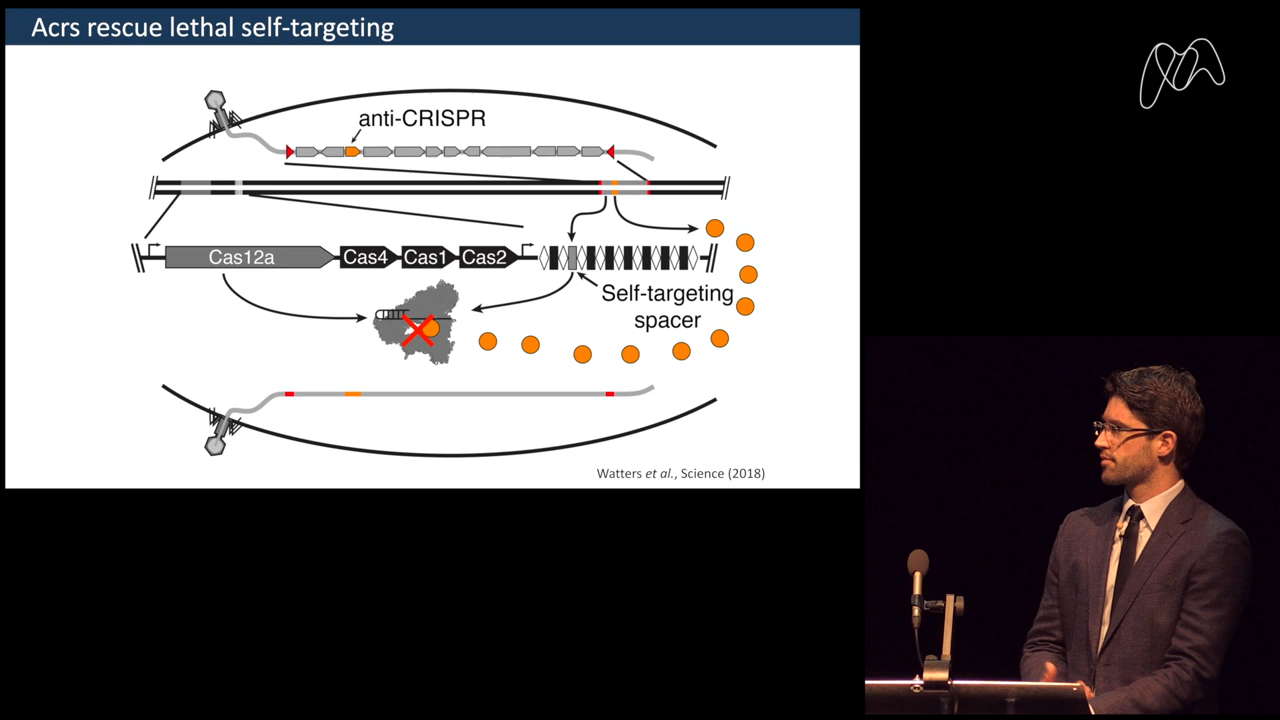 Acrs rescue lethal self-targeting
anti-CRISPR
Cas12a
Cas4
Cas1
Cas2
Self-targeting
spacer
Watters et al., Science (2018)